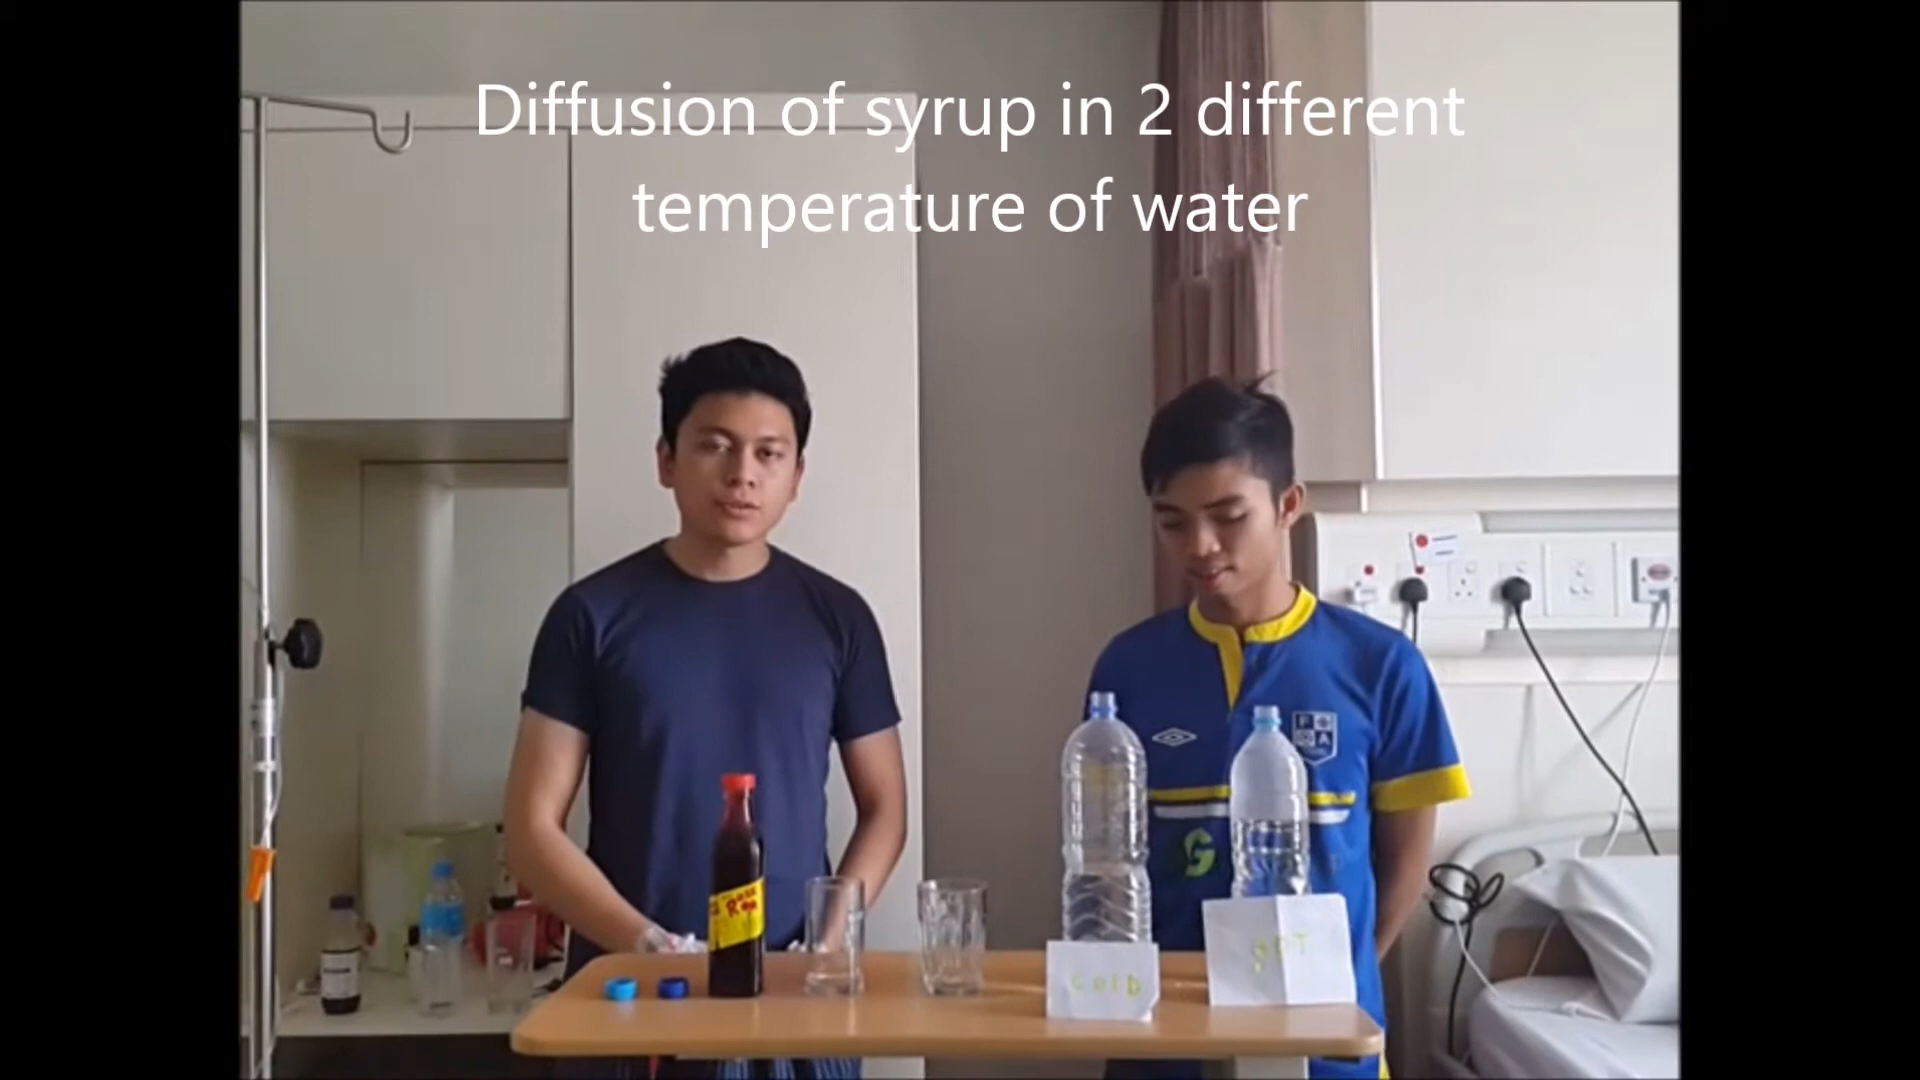 Diffusion of syrup in 2 different
temperature of water
COLD
HOT